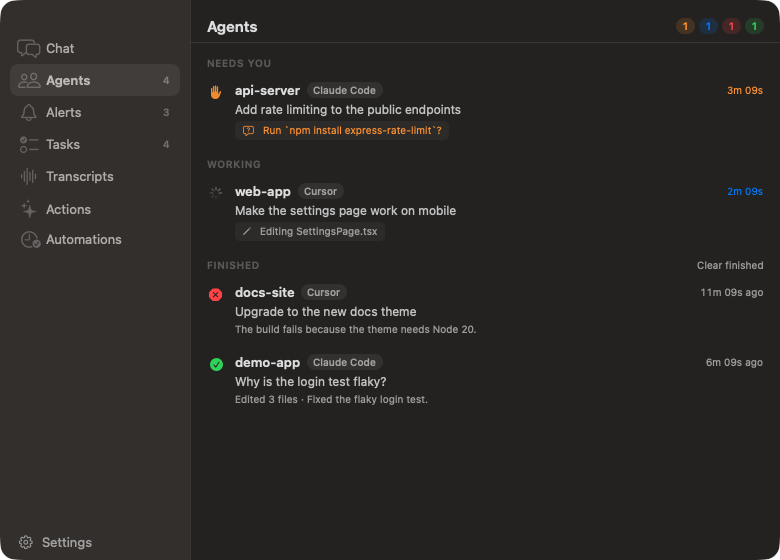 Chat
Agents 4
Alerts 3
Tasks 4
Transcripts
Actions
Automations
Settings
Agents 1 1 1 1
NEEDS YOU
api-server Claude Code 3m 09s
Add rate limiting to the public endpoints
Run `npm install express-rate-limit`?
WORKING
web-app Cursor 2m 09s
Make the settings page work on mobile
Editing SettingsPage.tsx
FINISHED Clear finished
docs-site Cursor 11m 09s ago
Upgrade to the new docs theme
The build fails because the theme needs Node 20.
demo-app Claude Code 6m 09s ago
Why is the login test flaky?
Edited 3 files · Fixed the flaky login test.